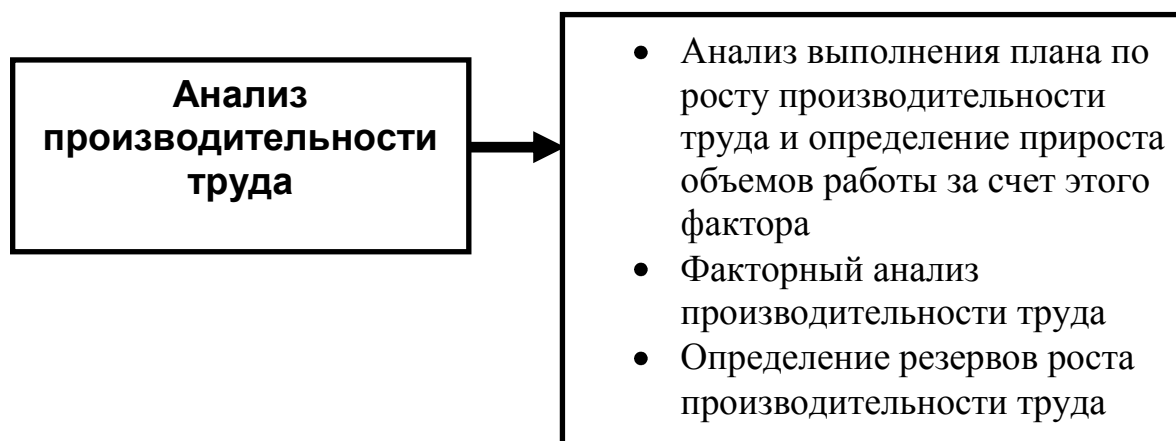 Анализ
производительности
труда
• Анализ выполнения плана по
росту производительности
труда и определение прироста
объемов работы за счет этого
фактора
• Факторный анализ
производительности труда
• Определение резервов роста
производительности труда